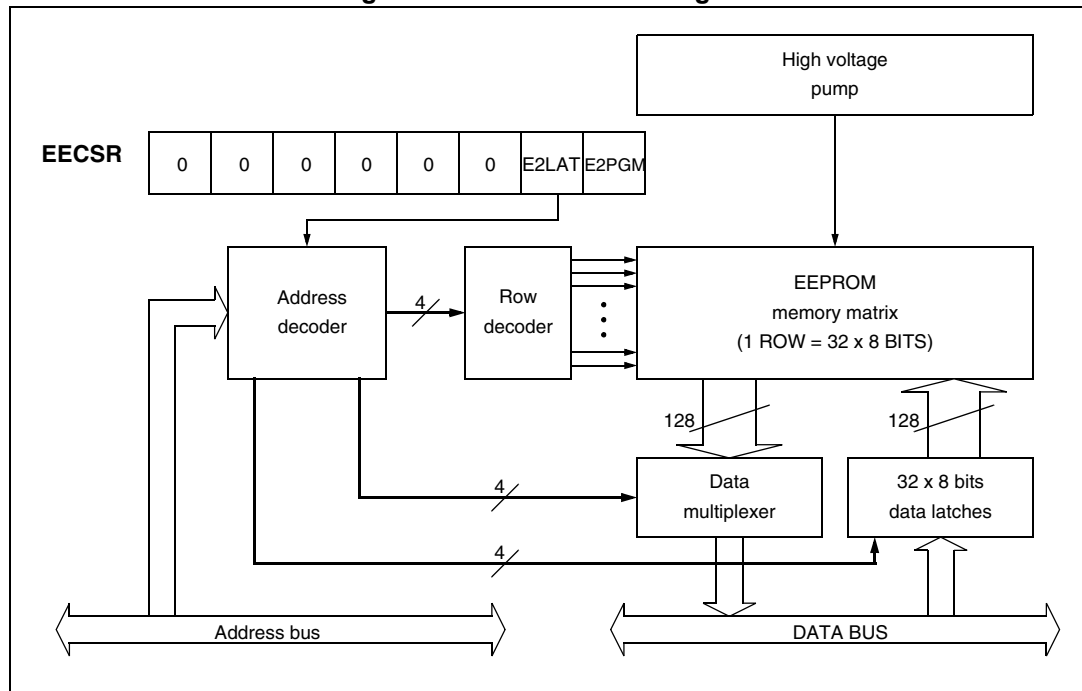 High voltage
pump
EECSR
0 0 0 0 0 0 E2LAT E2PGM
Address
decoder
4
Row
decoder
EEPROM
memory matrix
(1 ROW = 32 x 8 BITS)
128
128
4
Data
multiplexer
32 x 8 bits
data latches
4
Address bus
DATA BUS